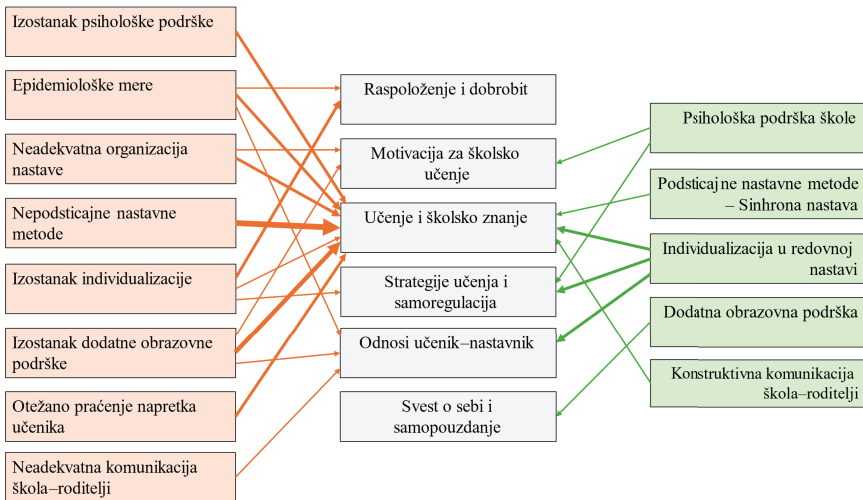 Izostanak psihološke podrške
Epidemiološke mere
Neadekvatna organizacija
nastave
Nepodsticajne nastavne
metode
Izostanak individualizacije
Izostanak dodatne obrazovne
podrške
Otežano praćenje napretka
učenika
Neadekvatna komunikacija
škola–roditelji
Raspoloženje i dobrobit
Motivacija za školsko
učenje
Učenje i školsko znanje
Strategije učenja i
samoregulacija
Odnosi učenik–nastavnik
Svest o sebi i
samopouzdanje
Psihološka podrška škole
Podsticajne nastavne metode
– Sinhrona nastava
Individualizacija u redovnoj
nastavi
Dodatna obrazovna podrška
Konstruktivna komunikacija
škola–roditelji